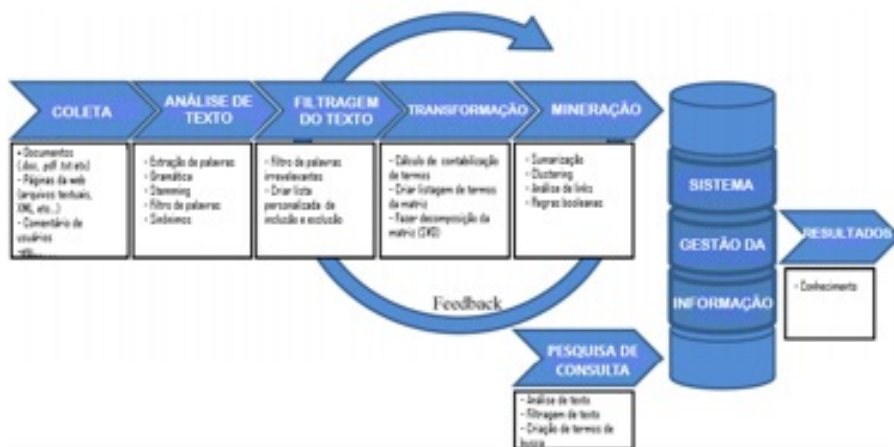 COLETA
ANÁLISE DE
TEXTO
FILTRAGEM
DO TEXTO
TRANSFORMAÇÃO
MINERAÇÃO
• Documentos
(.doc, .pdf .txt etc)
- Páginas da web
(arquivos textuais,
XML, etc...)
- Comentário de
usuários
- Extração de palavras
- Gramática
- Stemming
- Filtro de palavras
- Sinônimos
- Filtro de palavras
irrevelavantes
- Criar lista
personalizada de
inclusão e exclusão
- Cálculo de contabilização
de termos
- Criar listagem de termos
da matriz
- Fazer decomposição da
matriz (SVD)
- Sumarização
- Clustering
- Análise de links
- Regras booleanas
SISTEMA
GESTÃO DA
INFORMAÇÃO
RESULTADOS
- Conhecimento
Feedback
PESQUISA DE
CONSULTA
- Análise de texto
- Filtragem de texto
- Criação de termos de
busca